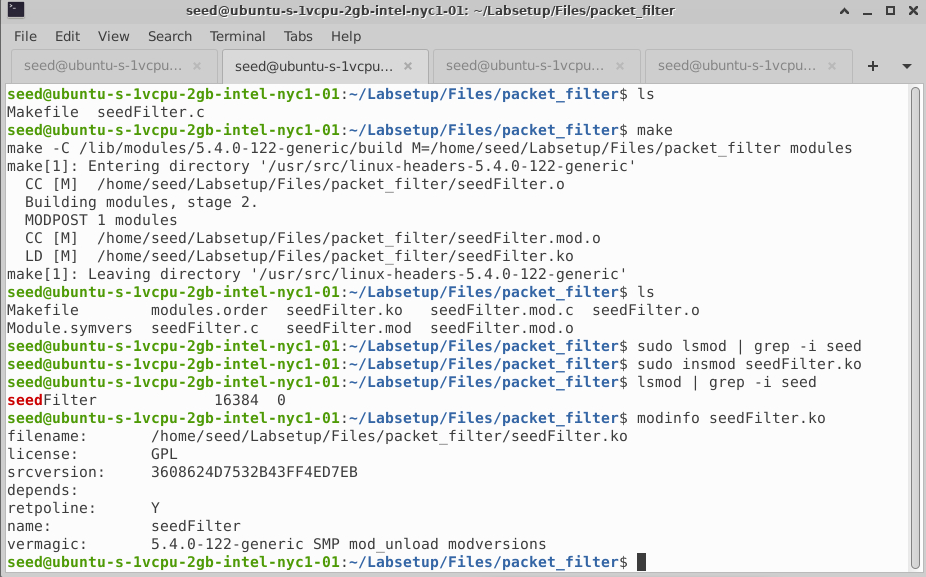 seed@ubuntu-s-1vcpu-2gb-intel-nyc1-01: ~/Labsetup/Files/packet_filter
File Edit View Search Terminal Tabs Help
seed@ubuntu-s-1vcpu... × seed@ubuntu-s-1vcpu... × seed@ubuntu-s-1vcpu... × seed@ubuntu-s-1vcpu... ×
seed@ubuntu-s-1vcpu-2gb-intel-nyc1-01:~/Labsetup/Files/packet_filter$ ls
Makefile  seedFilter.c
seed@ubuntu-s-1vcpu-2gb-intel-nyc1-01:~/Labsetup/Files/packet_filter$ make
make -C /lib/modules/5.4.0-122-generic/build M=/home/seed/Labsetup/Files/packet_filter modules
make[1]: Entering directory '/usr/src/linux-headers-5.4.0-122-generic'
  CC [M]  /home/seed/Labsetup/Files/packet_filter/seedFilter.o
  Building modules, stage 2.
  MODPOST 1 modules
  CC [M]  /home/seed/Labsetup/Files/packet_filter/seedFilter.mod.o
  LD [M]  /home/seed/Labsetup/Files/packet_filter/seedFilter.ko
make[1]: Leaving directory '/usr/src/linux-headers-5.4.0-122-generic'
seed@ubuntu-s-1vcpu-2gb-intel-nyc1-01:~/Labsetup/Files/packet_filter$ ls
Makefile        modules.order  seedFilter.ko   seedFilter.mod.c  seedFilter.o
Module.symvers  seedFilter.c   seedFilter.mod  seedFilter.mod.o
seed@ubuntu-s-1vcpu-2gb-intel-nyc1-01:~/Labsetup/Files/packet_filter$ sudo lsmod | grep -i seed
seed@ubuntu-s-1vcpu-2gb-intel-nyc1-01:~/Labsetup/Files/packet_filter$ sudo insmod seedFilter.ko
seed@ubuntu-s-1vcpu-2gb-intel-nyc1-01:~/Labsetup/Files/packet_filter$ lsmod | grep -i seed
seedFilter             16384  0
seed@ubuntu-s-1vcpu-2gb-intel-nyc1-01:~/Labsetup/Files/packet_filter$ modinfo seedFilter.ko
filename:       /home/seed/Labsetup/Files/packet_filter/seedFilter.ko
license:        GPL
srcversion:     3608624D7532B43FF4ED7EB
depends:
retpoline:      Y
name:           seedFilter
vermagic:       5.4.0-122-generic SMP mod_unload modversions
seed@ubuntu-s-1vcpu-2gb-intel-nyc1-01:~/Labsetup/Files/packet_filter$